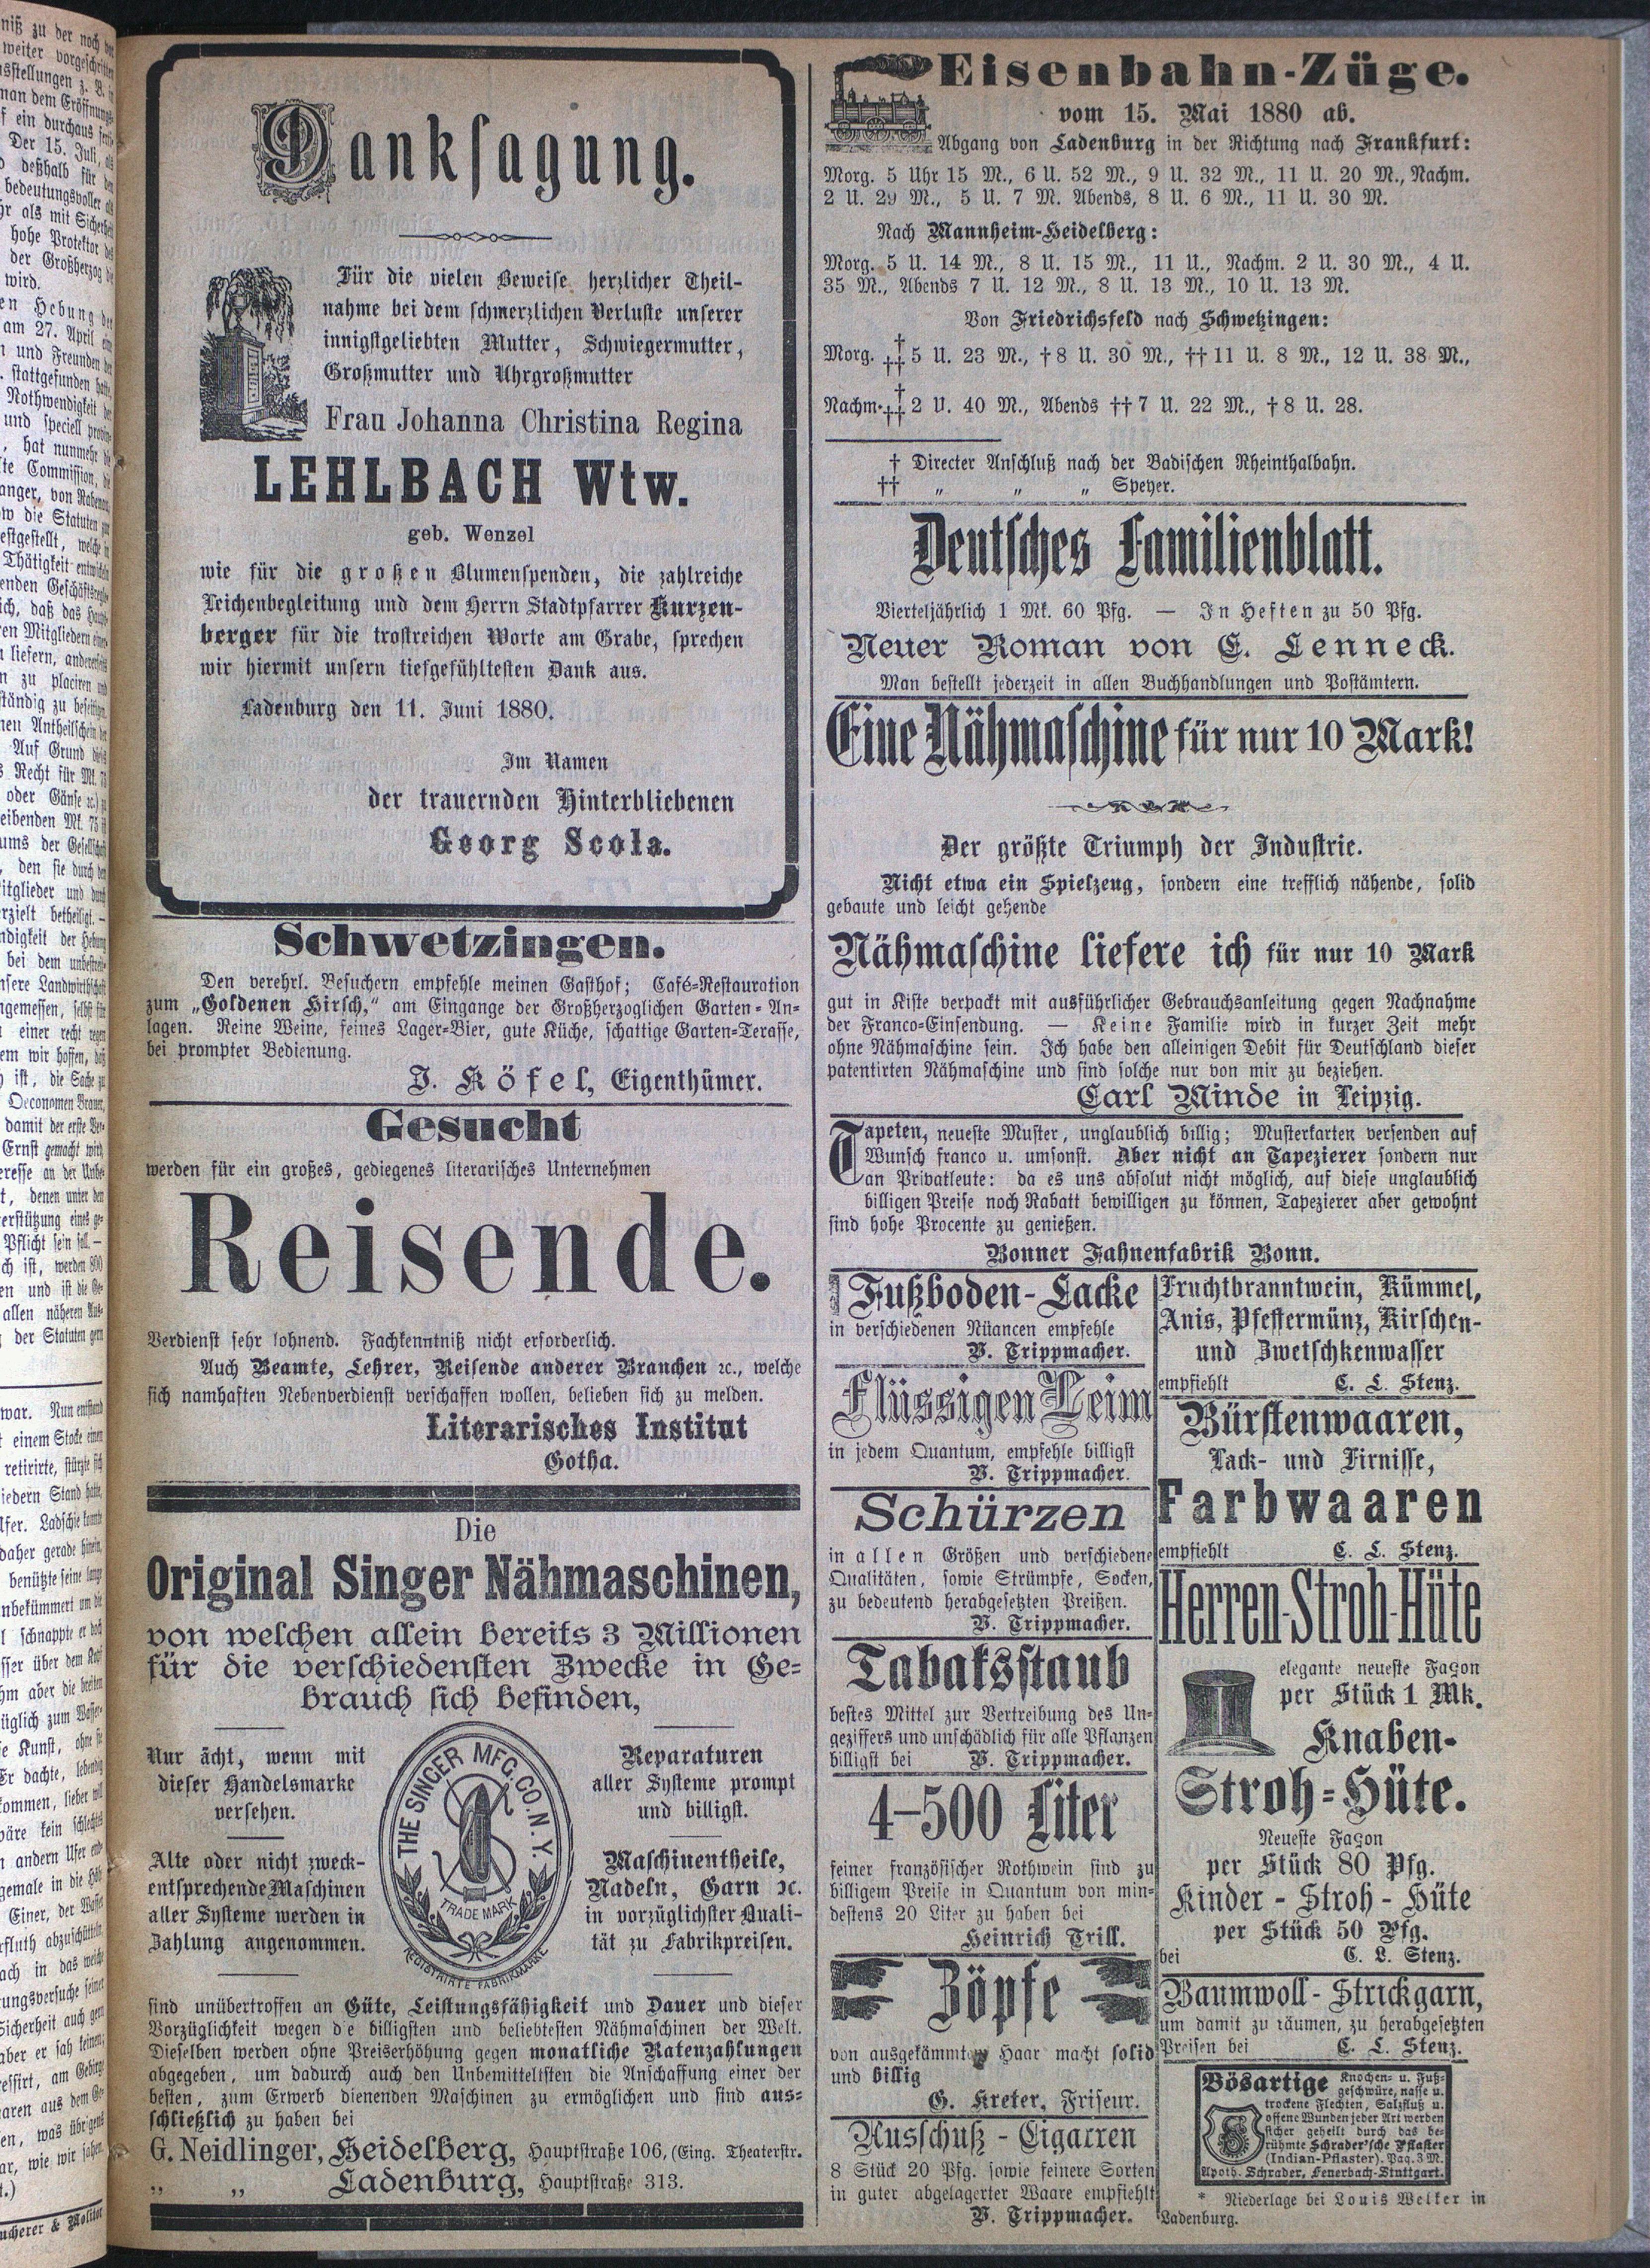 Danksagung.
Für die vielen Beweise herzlicher Theil-
nahme bei dem schmerzlichen Verluste unserer
innigstgeliebten Mutter, Schwiegermutter,
Großmutter und Uhrgroßmutter
Frau Johanna Christina Regina
LEHLBACH Wtw.
geb. Wenzel
wie für die großen Blumenspenden, die zahlreiche
Leichenbegleitung und dem Herrn Stadtpfarrer Kurzen-
berger für die trostreichen Worte am Grabe, sprechen
wir hiermit unsern tiefgefühltesten Dank aus.
Ladenburg den 11. Juni 1880.
Im Namen
der trauernden Hinterbliebenen
Georg Scola.
Schwetzingen.
Den verehrl. Besuchern empfehle meinen Gasthof; Café-Restauration
zum „Goldenen Hirsch,“ am Eingange der Großherzoglichen Garten-An-
lagen. Reine Weine, feines Lager-Bier, gute Küche, schattige Garten-Terasse,
bei prompter Bedienung.
J. Köfel, Eigenthümer.
Gesucht
werden für ein großes, gediegenes literarisches Unternehmen
Reisende.
Verdienst sehr lohnend. Fachkenntniß nicht erforderlich.
Auch Beamte, Lehrer, Reisende anderer Branchen ꝛc., welche
sich namhaften Nebenverdienst verschaffen wollen, belieben sich zu melden.
Literarisches Institut
Gotha.
Die
Original Singer Nähmaschinen,
von welchen allein bereits 3 Millionen
für die verschiedensten Zwecke in Ge-
brauch sich befinden,
Nur ächt, wenn mit
dieser Handelsmarke
versehen.
Alte oder nicht zweck-
entsprechende Maschinen
aller Systeme werden in
Zahlung angenommen.
THE SINGER MFG. CO. N.Y.
TRADE MARK
REGISTRIRTE FABRIKMARKE
Reparaturen
aller Systeme prompt
und billigst.
Maschinentheile,
Nadeln, Garn ꝛc.
in vorzüglichster Quali-
tät zu Fabrikpreisen.
sind unübertroffen an Güte, Leistungsfähigkeit und Dauer und dieser
Vorzüglichkeit wegen die billigsten und beliebtesten Nähmaschinen der Welt.
Dieselben werden ohne Preiserhöhung gegen monatliche Ratenzahlungen
abgegeben, um dadurch auch den Unbemitteltsten die Anschaffung einer der
besten, zum Erwerb dienenden Maschinen zu ermöglichen und sind aus-
schließlich zu haben bei
G. Neidlinger, Heidelberg, Hauptstraße 106, (Eing. Theaterstr.
„ „ Ladenburg, Hauptstraße 313.
Eisenbahn-Züge.
vom 15. Mai 1880 ab.
Abgang von Ladenburg in der Richtung nach Frankfurt:
Morg. 5 Uhr 15 M., 6 U. 52 M., 9 U. 32 M., 11 U. 20 M., Nachm.
2 U. 29 M., 5 U. 7 M. Abends, 8 U. 6 M., 11 U. 30 M.
Nach Mannheim-Heidelberg:
Morg. 5 U. 14 M., 8 U. 15 M., 11 U., Nachm. 2 U. 30 M., 4 U.
35 M., Abends 7 U. 12 M., 8 U. 13 M., 10 U. 13 M.
Von Friedrichsfeld nach Schwetzingen:
Morg. †/†† 5 U. 23 M., † 8 U. 30 M., †† 11 U. 8 M., 12 U. 38 M.,
Nachm. †/†† 2 U. 40 M., Abends †† 7 U. 22 M., † 8 U. 28.
† Directer Anschluß nach der Badischen Rheinthalbahn.
†† „ „ „ Speyer.
Deutsches Familienblatt.
Vierteljährlich 1 Mk. 60 Pfg. — In Heften zu 50 Pfg.
Neuer Roman von E. Lenneck.
Man bestellt jederzeit in allen Buchhandlungen und Postämtern.
Eine Nähmaschine für nur 10 Mark!
Der größte Triumph der Industrie.
Nicht etwa ein Spielzeug, sondern eine trefflich nähende, solid
gebaute und leicht gehende
Nähmaschine liefere ich für nur 10 Mark
gut in Kiste verpackt mit ausführlicher Gebrauchsanleitung gegen Nachnahme
der Franco-Einsendung. — Keine Familie wird in kurzer Zeit mehr
ohne Nähmaschine sein. Ich habe den alleinigen Debit für Deutschland dieser
patentirten Nähmaschine und sind solche nur von mir zu beziehen.
Carl Minde in Leipzig.
Tapeten, neueste Muster, unglaublich billig; Musterkarten versenden auf
Wunsch franco u. umsonst. Aber nicht an Tapezierer sondern nur
an Privatleute: da es uns absolut nicht möglich, auf diese unglaublich
billigen Preise noch Rabatt bewilligen zu können, Tapezierer aber gewohnt
sind hohe Procente zu genießen.
Bonner Fahnenfabrik Bonn.
Fußboden-Lacke
in verschiedenen Nüancen empfehle
B. Trippmacher.
Flüssigen Leim
in jedem Quantum, empfehle billigst
B. Trippmacher.
Schürzen
in allen Größen und verschiedene
Qualitäten, sowie Strümpfe, Socken,
zu bedeutend herabgesetzten Preißen.
B. Trippmacher.
Tabaksstaub
bestes Mittel zur Vertreibung des Un-
geziffers und unschädlich für alle Pflanzen
billigst bei B. Trippmacher.
4–500 Liter
feiner französischer Rothwein sind zu
billigem Preise in Quantum von min-
destens 20 Liter zu haben bei
Heinrich Trill.
Zöpfe
von ausgekämmtem Haar macht solid
und billig
G. Kreter, Friseur.
Ausschuß-Cigarren
8 Stück 20 Pfg. sowie feinere Sorten
in guter abgelagerter Waare empfiehlt
B. Trippmacher.
Fruchtbranntwein, Kümmel,
Anis, Pfeffermünz, Kirschen-
und Zwetschkenwasser
empfiehlt C. L. Stenz.
Bürstenwaaren,
Lack- und Firnisse,
Farbwaaren
empfiehlt C. L. Stenz.
Herren-Stroh-Hüte
elegante neueste Façon
per Stück 1 Mk.
Knaben-
Stroh-Hüte.
Neueste Façon
per Stück 80 Pfg.
Kinder-Stroh-Hüte
per Stück 50 Pfg.
bei C. L. Stenz.
Baumwoll-Strickgarn,
um damit zu räumen, zu herabgesetzten
Preisen bei C. L. Stenz.
Bösartige Knochen- u. Fuß-
geschwüre, nasse u.
trockene Flechten, Salzfluß u.
offene Wunden jeder Art werden
sicher geheilt durch das be-
rühmte Schrader'sche Pflaster
(Indian-Pflaster). Paq. 3 M.
Apoth. Schrader, Feuerbach-Stuttgart.
* Niederlage bei Louis Welker in
Ladenburg.